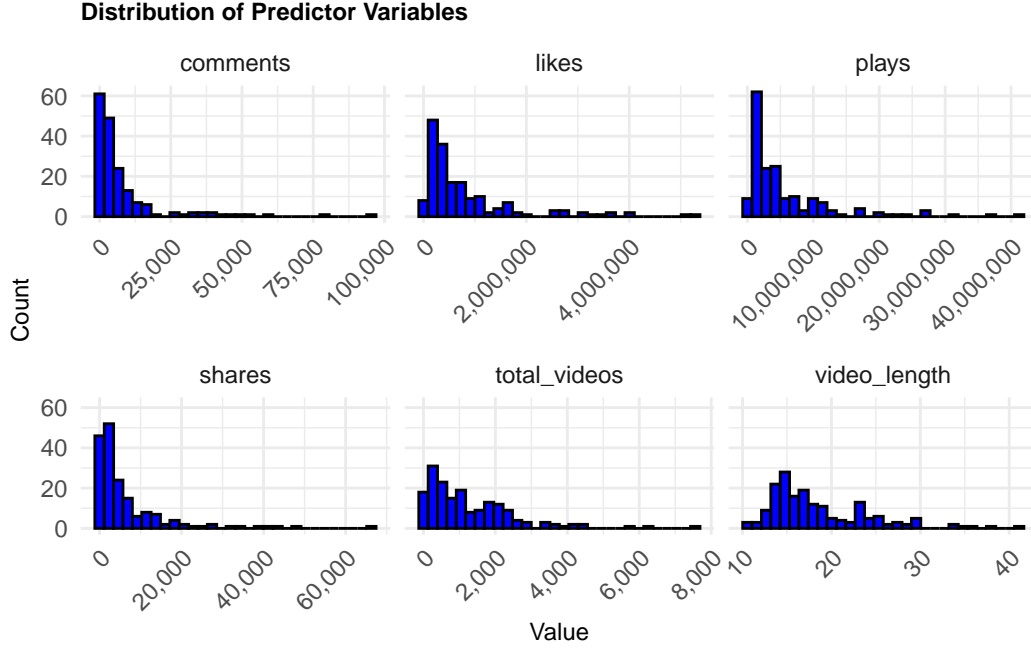 Distribution of Predictor Variables
comments likes plays
60
40
20
0
0 25,000 50,000 75,000 100,000 0 2,000,000 4,000,000 0 10,000,000 20,000,000 30,000,000 40,000,000
Count
shares total_videos video_length
60
40
20
0
0 20,000 40,000 60,000 0 2,000 4,000 6,000 8,000 10 20 30 40
Value